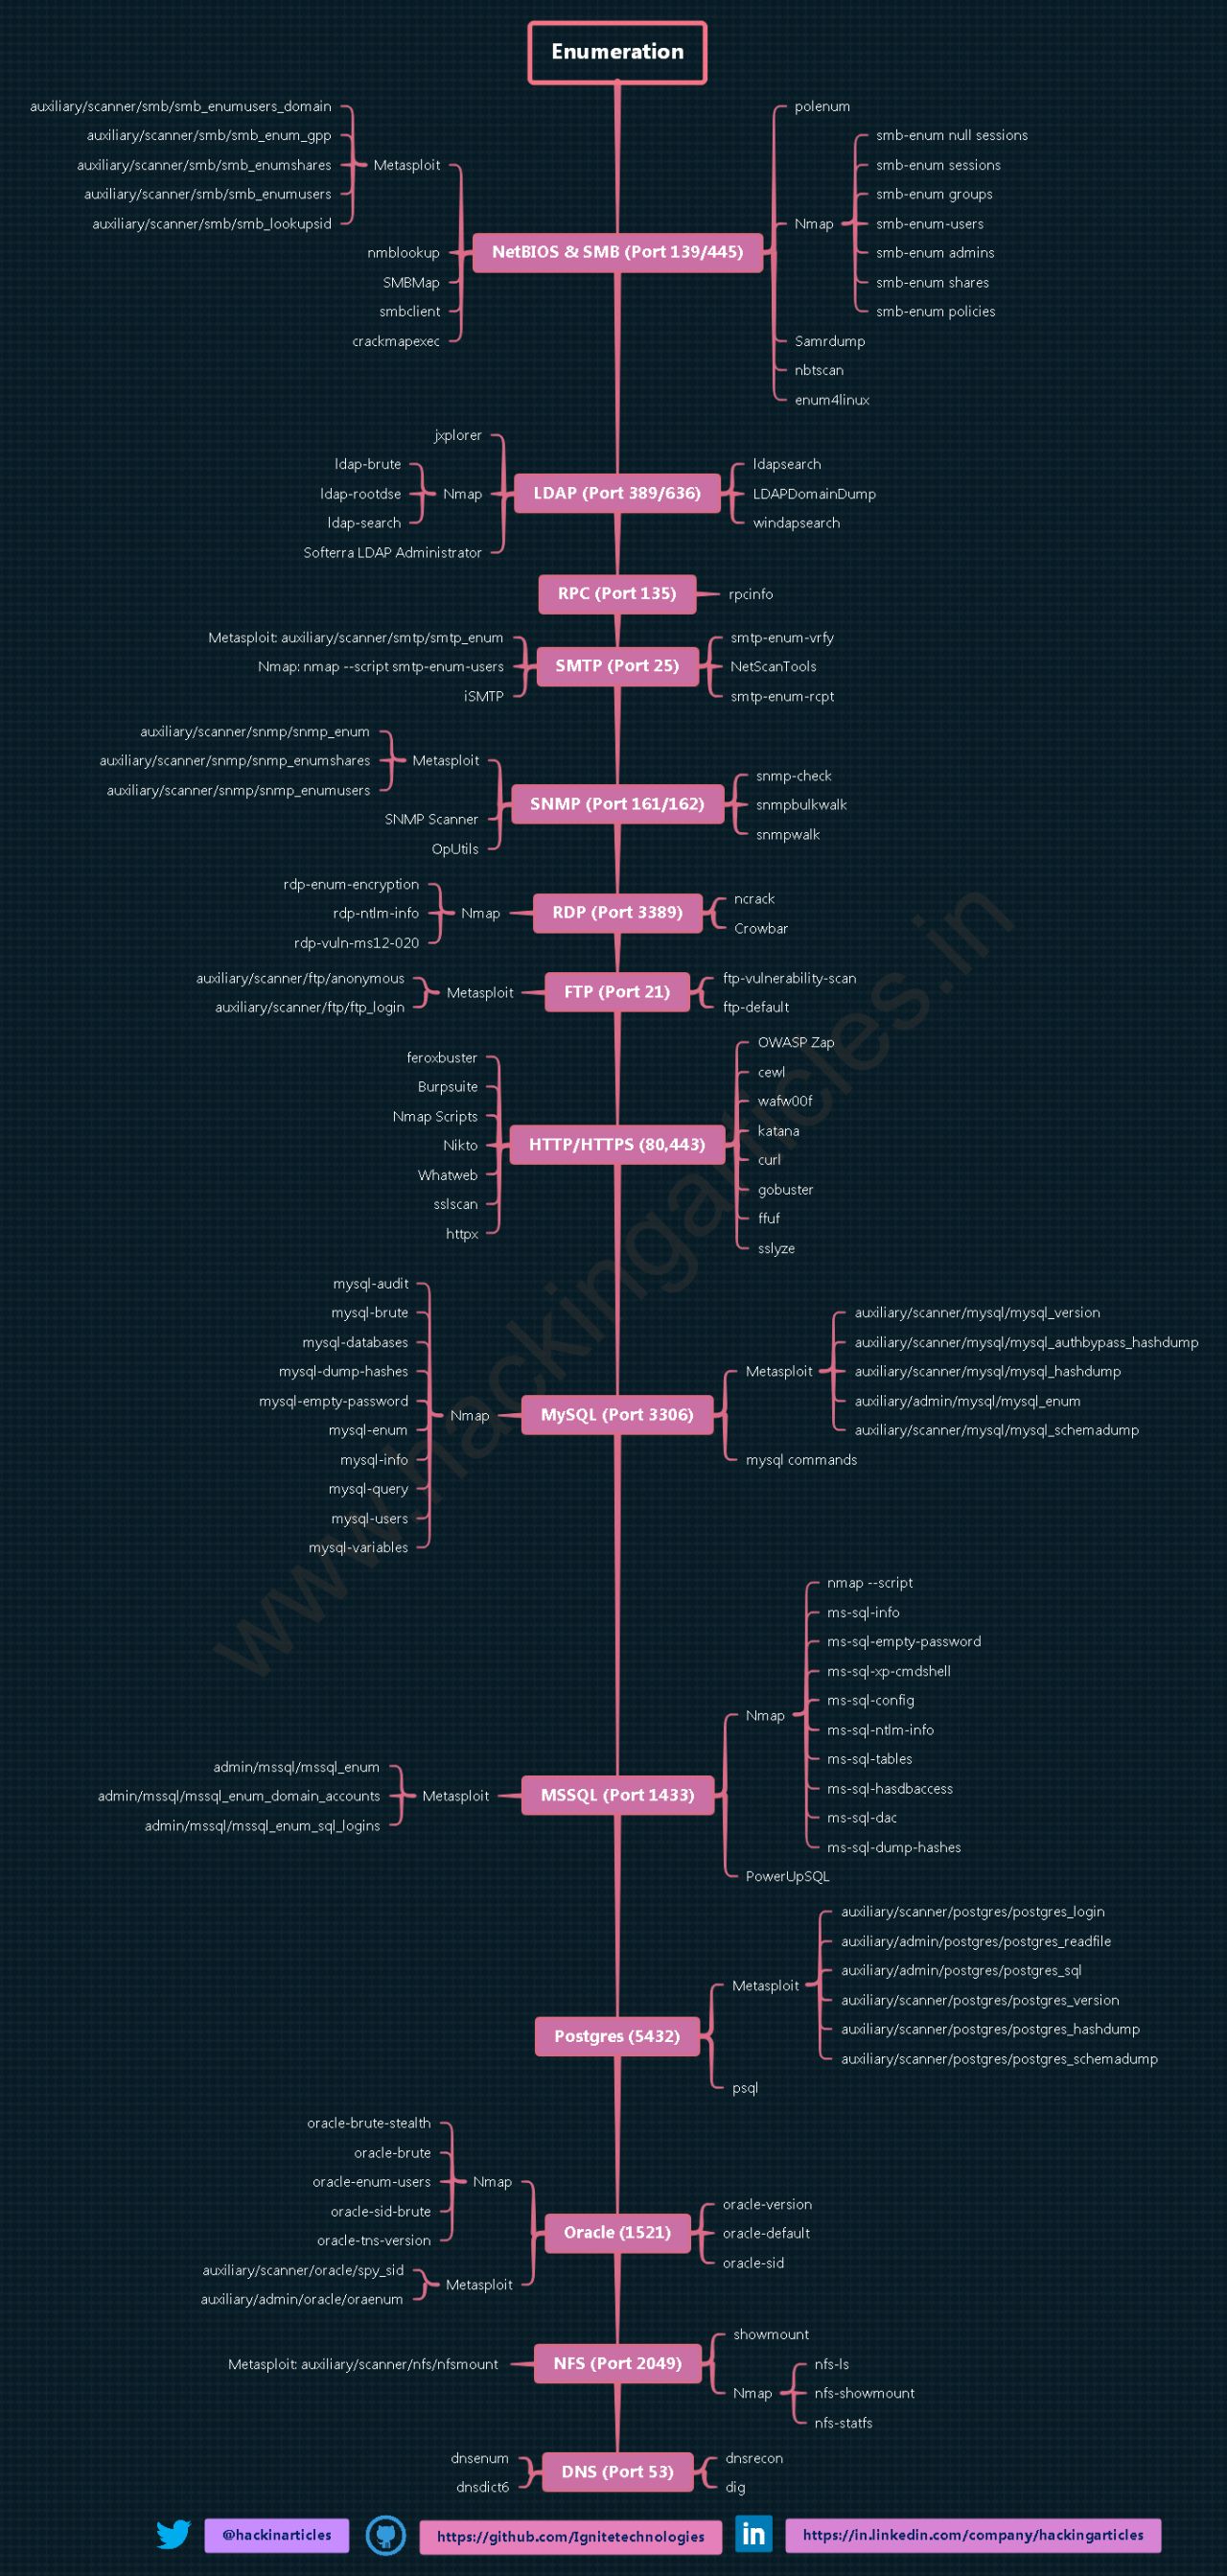 Enumeration
auxiliary/scanner/smb/smb_enumusers_domain
auxiliary/scanner/smb/smb_enum_gpp
auxiliary/scanner/smb/smb_enumshares
auxiliary/scanner/smb/smb_enumusers
auxiliary/scanner/smb/smb_lookupsid
Metasploit
nmblookup
SMBMap
smbclient
crackmapexec
NetBIOS & SMB (Port 139/445)
polenum
Nmap
smb-enum null sessions
smb-enum sessions
smb-enum groups
smb-enum-users
smb-enum admins
smb-enum shares
smb-enum policies
Samrdump
nbtscan
enum4linux
jxplorer
ldap-brute
ldap-rootdse
ldap-search
Nmap
Softerra LDAP Administrator
LDAP (Port 389/636)
ldapsearch
LDAPDomainDump
windapsearch
RPC (Port 135)
rpcinfo
Metasploit: auxiliary/scanner/smtp/smtp_enum
Nmap: nmap --script smtp-enum-users
iSMTP
SMTP (Port 25)
smtp-enum-vrfy
NetScanTools
smtp-enum-rcpt
auxiliary/scanner/snmp/snmp_enum
auxiliary/scanner/snmp/snmp_enumshares
auxiliary/scanner/snmp/snmp_enumusers
Metasploit
SNMP Scanner
OpUtils
SNMP (Port 161/162)
snmp-check
snmpbulkwalk
snmpwalk
rdp-enum-encryption
rdp-ntlm-info
rdp-vuln-ms12-020
Nmap
RDP (Port 3389)
ncrack
Crowbar
auxiliary/scanner/ftp/anonymous
auxiliary/scanner/ftp/ftp_login
Metasploit
FTP (Port 21)
ftp-vulnerability-scan
ftp-default
feroxbuster
Burpsuite
Nmap Scripts
Nikto
Whatweb
sslscan
httpx
HTTP/HTTPS (80,443)
OWASP Zap
cewl
wafw00f
katana
curl
gobuster
ffuf
sslyze
mysql-audit
mysql-brute
mysql-databases
mysql-dump-hashes
mysql-empty-password
mysql-enum
mysql-info
mysql-query
mysql-users
mysql-variables
Nmap
MySQL (Port 3306)
Metasploit
auxiliary/scanner/mysql/mysql_version
auxiliary/scanner/mysql/mysql_authbypass_hashdump
auxiliary/scanner/mysql/mysql_hashdump
auxiliary/admin/mysql/mysql_enum
auxiliary/scanner/mysql/mysql_schemadump
mysql commands
admin/mssql/mssql_enum
admin/mssql/mssql_enum_domain_accounts
admin/mssql/mssql_enum_sql_logins
Metasploit
MSSQL (Port 1433)
Nmap
nmap --script
ms-sql-info
ms-sql-empty-password
ms-sql-xp-cmdshell
ms-sql-config
ms-sql-ntlm-info
ms-sql-tables
ms-sql-hasdbaccess
ms-sql-dac
ms-sql-dump-hashes
PowerUpSQL
Postgres (5432)
Metasploit
auxiliary/scanner/postgres/postgres_login
auxiliary/admin/postgres/postgres_readfile
auxiliary/admin/postgres/postgres_sql
auxiliary/scanner/postgres/postgres_version
auxiliary/scanner/postgres/postgres_hashdump
auxiliary/scanner/postgres/postgres_schemadump
psql
oracle-brute-stealth
oracle-brute
oracle-enum-users
oracle-sid-brute
oracle-tns-version
Nmap
auxiliary/scanner/oracle/spy_sid
auxiliary/admin/oracle/oraenum
Metasploit
Oracle (1521)
oracle-version
oracle-default
oracle-sid
Metasploit: auxiliary/scanner/nfs/nfsmount
NFS (Port 2049)
showmount
Nmap
nfs-ls
nfs-showmount
nfs-statfs
dnsenum
dnsdict6
DNS (Port 53)
dnsrecon
dig
www.hackingarticles.in
@hackinarticles
https://github.com/Ignitetechnologies
in
https://in.linkedin.com/company/hackingarticles